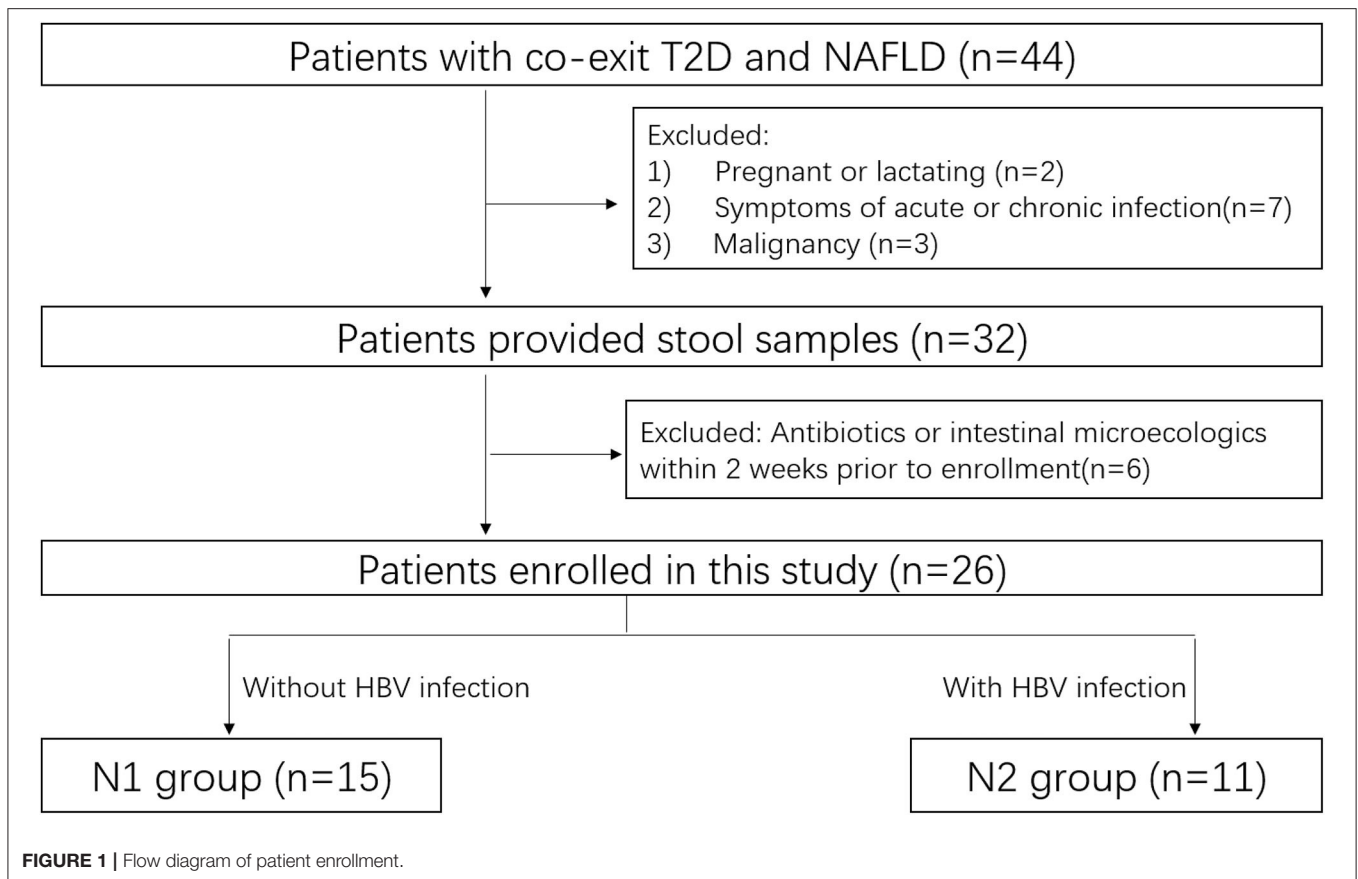 Patients with co-exit T2D and NAFLD (n=44)
Excluded:
1) Pregnant or lactating (n=2)
2) Symptoms of acute or chronic infection(n=7)
3) Malignancy (n=3)
Patients provided stool samples (n=32)
Excluded: Antibiotics or intestinal microecologics
within 2 weeks prior to enrollment(n=6)
Patients enrolled in this study (n=26)
Without HBV infection
With HBV infection
N1 group (n=15)
N2 group (n=11)
FIGURE 1 | Flow diagram of patient enrollment.